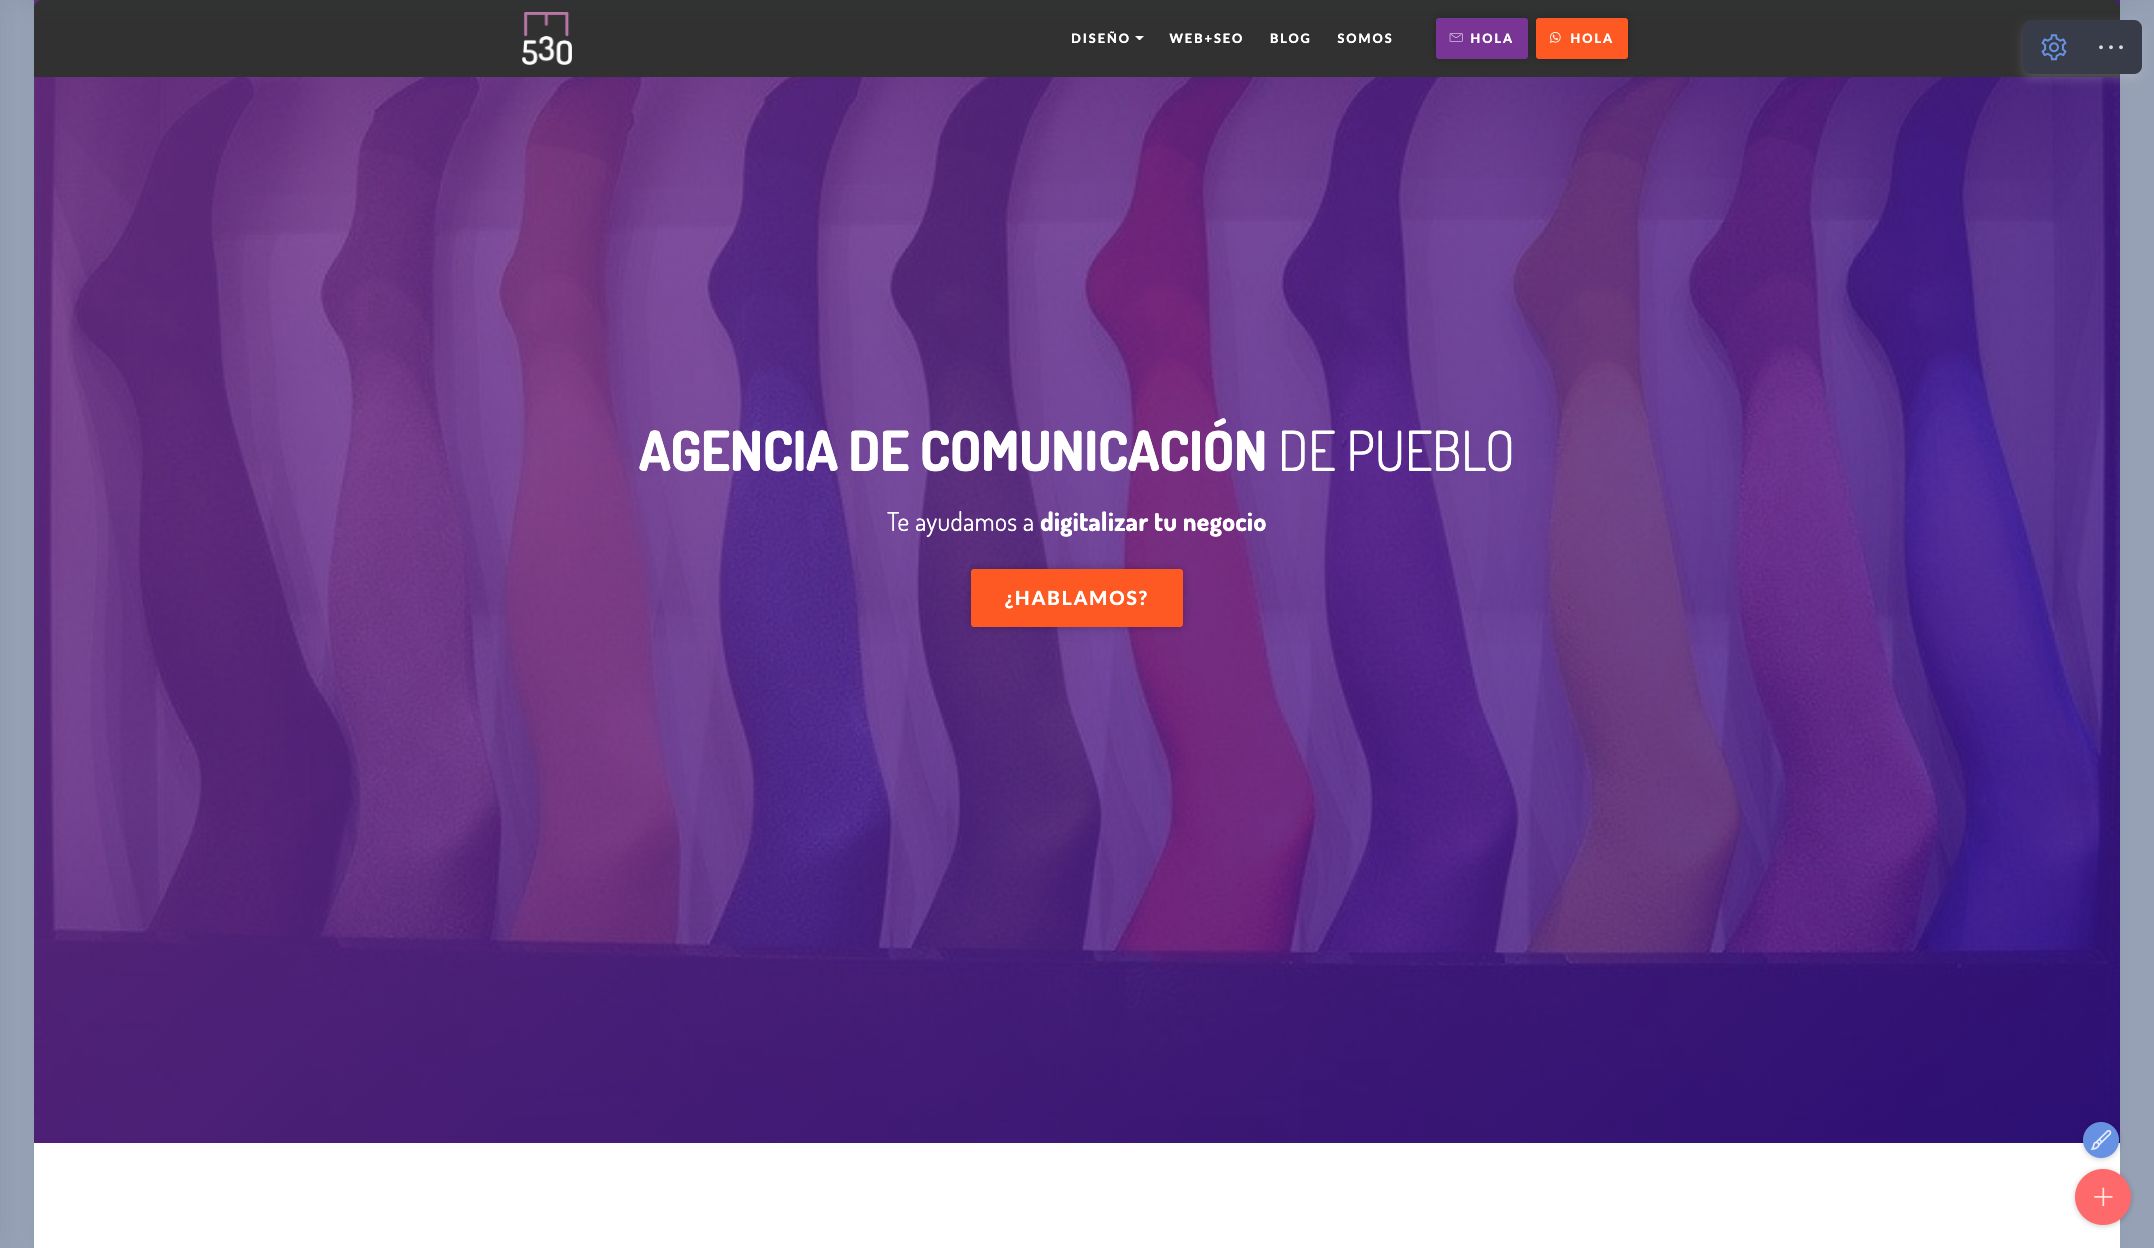 530
DISEÑO
WEB+SEO
BLOG
SOMOS
HOLA
HOLA
AGENCIA DE COMUNICACIÓN DE PUEBLO
Te ayudamos a digitalizar tu negocio
¿HABLAMOS?